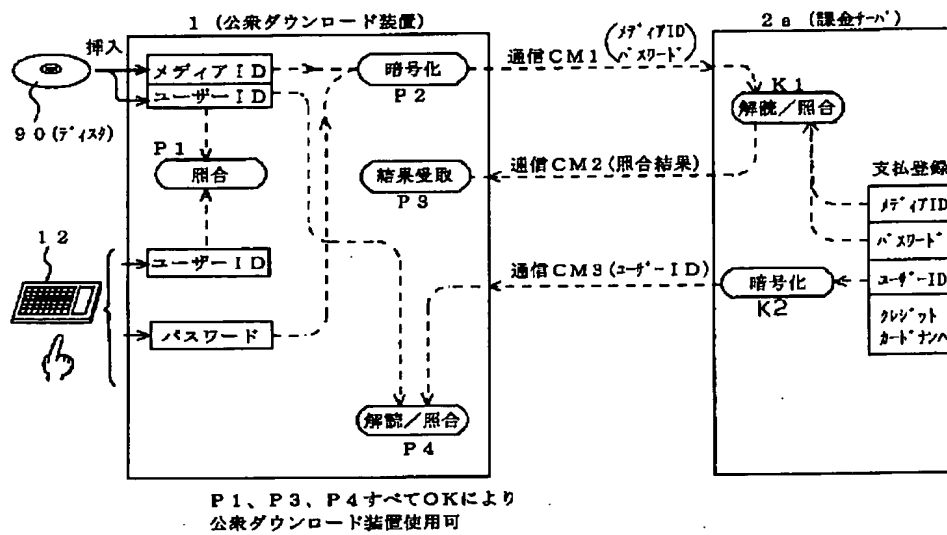 1 (公衆ダウンロード装置)
2a (課金サーバ)
挿入
メディアID
ユーザーID
90(ディスク)
暗号化
P2
通信CM1
メディアID
パスワード
K1
解読/照合
P1
照合
結果受取
P3
通信CM2(照合結果)
支払登録
メディアID
パスワード
ユーザーID
クレジット
12
ユーザーID
通信CM3(ユーザーID)
暗号化
K2
パスワード
解読/照合
P4
P1、P3、P4すべてOKにより
公衆ダウンロード装置使用可